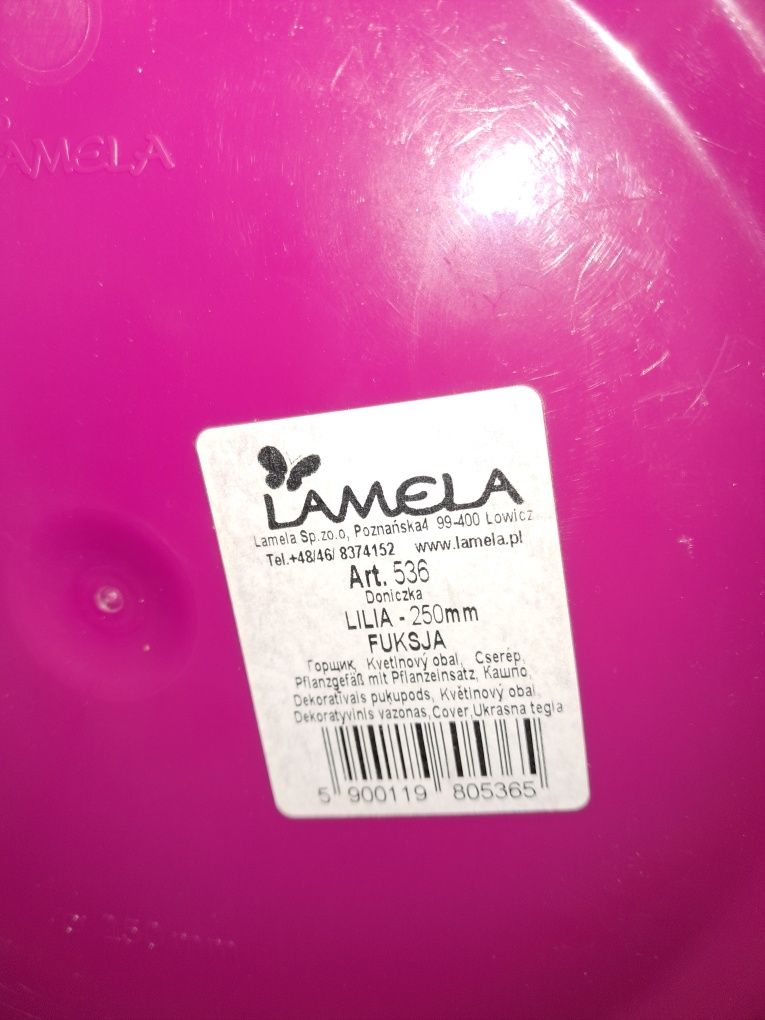 LAMELA
LAMELA
Lamela Sp.zo.o, Poznańska4 99-400 Łowicz
Tel.+48/46/ 8374152 www.lamela.pl
Art. 536
Doniczka
LILIA - 250mm
FUKSJA
Горщик, Kvetinový obal, Cserép,
Pflanzgefäß mit Pflanzeinsatz, Кашпо,
Dekoratīvais puķupods, Květinový obal,
Dekoratyvinis vazonas,Cover,Ukrasna tegla
5 900119 805365